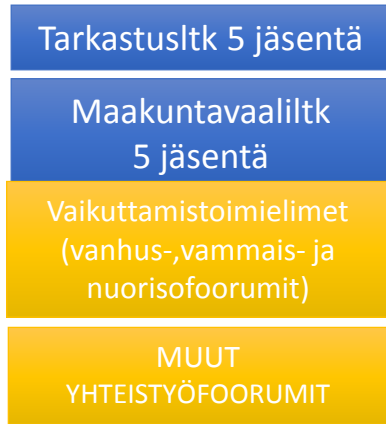 Tarkastusltk 5 jäsentä
Maakuntavaaliltk
5 jäsentä
Vaikuttamistoimielimet
(vanhus-,vammais- ja
nuorisofoorumit)
MUUT
YHTEISTYÖFOORUMIT